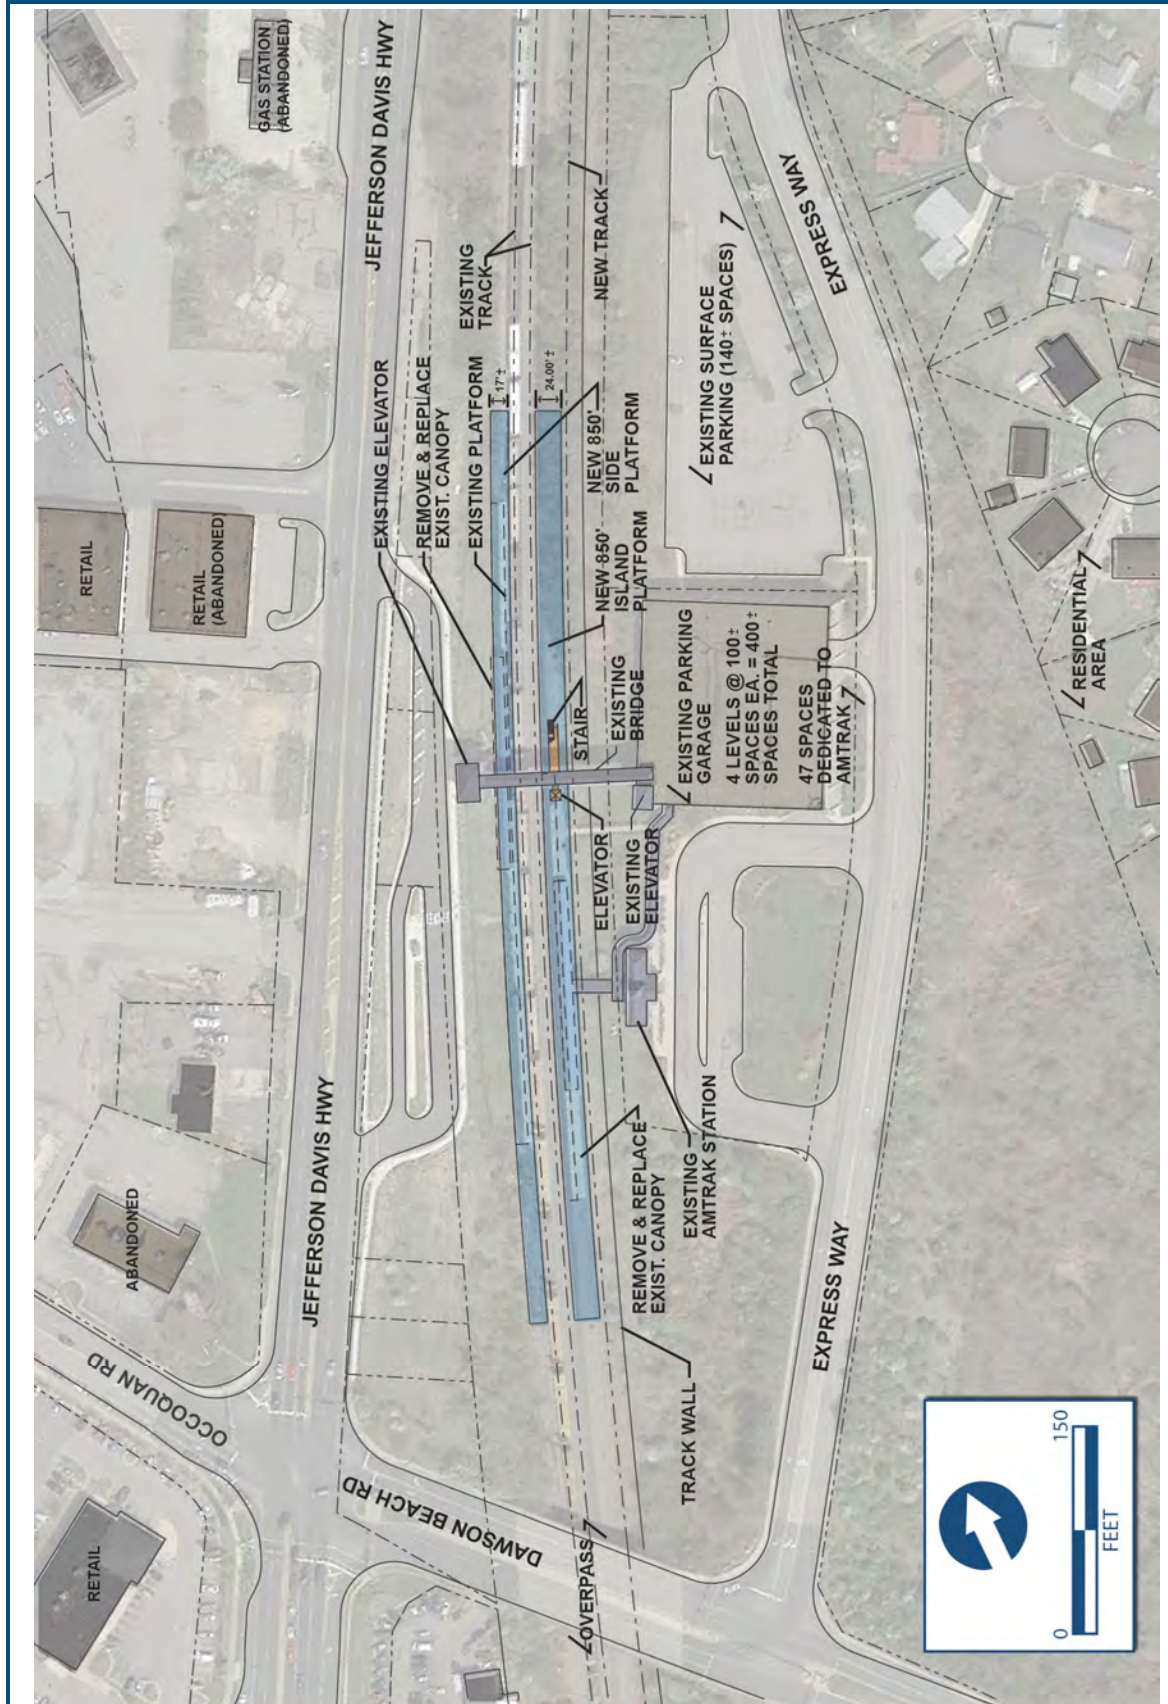 GAS STATION
(ABANDONED)
JEFFERSON DAVIS HWY
RETAIL
RETAIL
(ABANDONED)
EXISTING ELEVATOR
REMOVE & REPLACE
EXIST. CANOPY
EXISTING PLATFORM
EXISTING
TRACK
17' ±
24.00' ±
NEW TRACK
NEW 850'
SIDE
PLATFORM
NEW 850'
ISLAND
PLATFORM
STAIR
EXISTING
BRIDGE
ELEVATOR
EXISTING
ELEVATOR
EXISTING PARKING
GARAGE
4 LEVELS @ 100±
SPACES EA. = 400±
SPACES TOTAL
47 SPACES
DEDICATED TO
AMTRAK
EXISTING SURFACE
PARKING (140± SPACES)
EXPRESS WAY
RESIDENTIAL
AREA
ABANDONED
JEFFERSON DAVIS HWY
OCCOQUAN RD
RETAIL
DAWSON BEACH RD
OVERPASS
TRACK WALL
REMOVE & REPLACE
EXIST. CANOPY
EXISTING
AMTRAK STATION
EXPRESS WAY
0
150
FEET